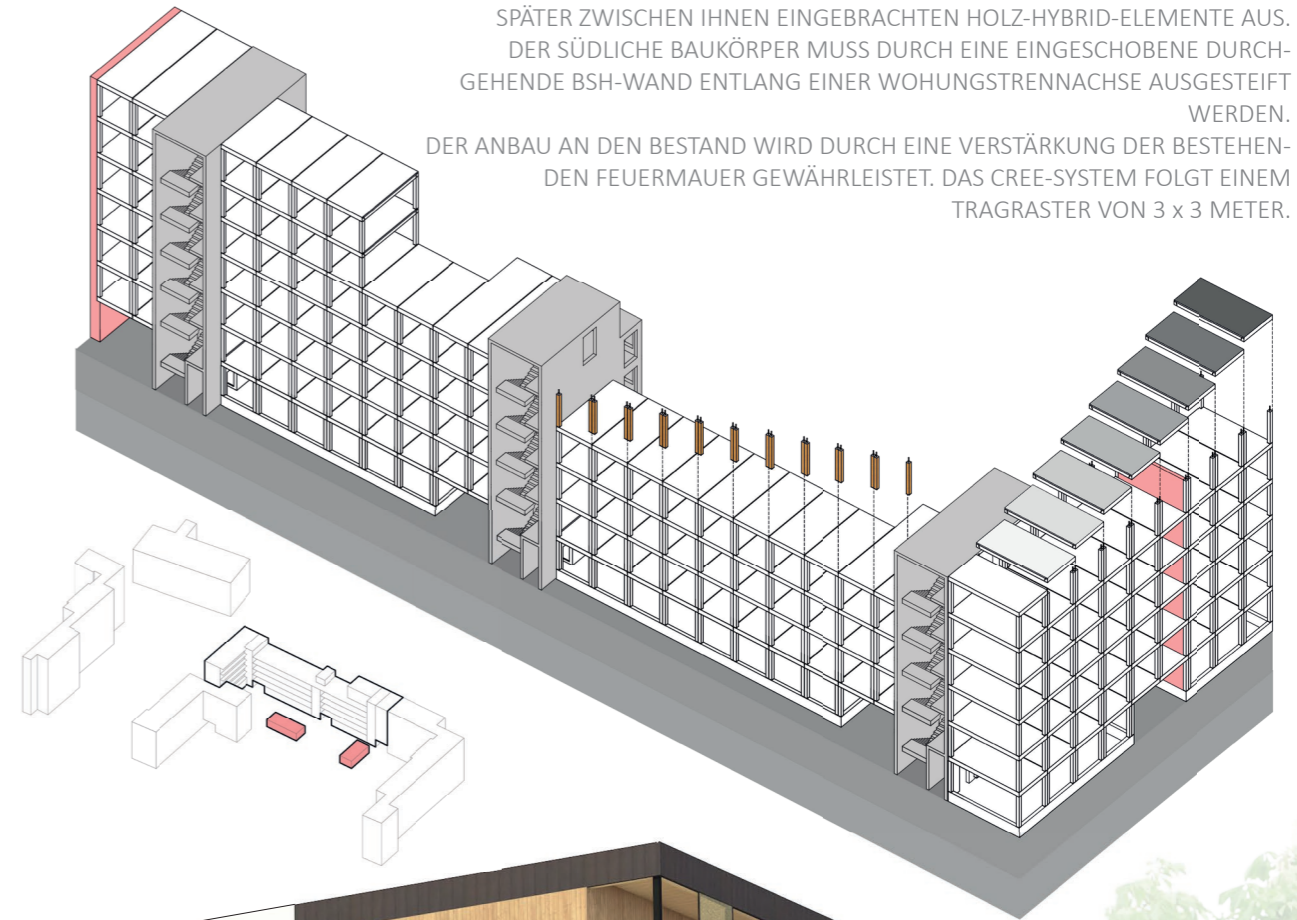 SPÄTER ZWISCHEN IHNEN EINGEBRACHTEN HOLZ-HYBRID-ELEMENTE AUS.
DER SÜDLICHE BAUKÖRPER MUSS DURCH EINE EINGESCHOBENE DURCH-
GEHENDE BSH-WAND ENTLANG EINER WOHUNGSTRENNACHSE AUSGESTEIFT
WERDEN.
DER ANBAU AN DEN BESTAND WIRD DURCH EINE VERSTÄRKUNG DER BESTEHEN-
DEN FEUERMAUER GEWÄHRLEISTET. DAS CREE-SYSTEM FOLGT EINEM
TRAGRASTER VON 3 x 3 METER.